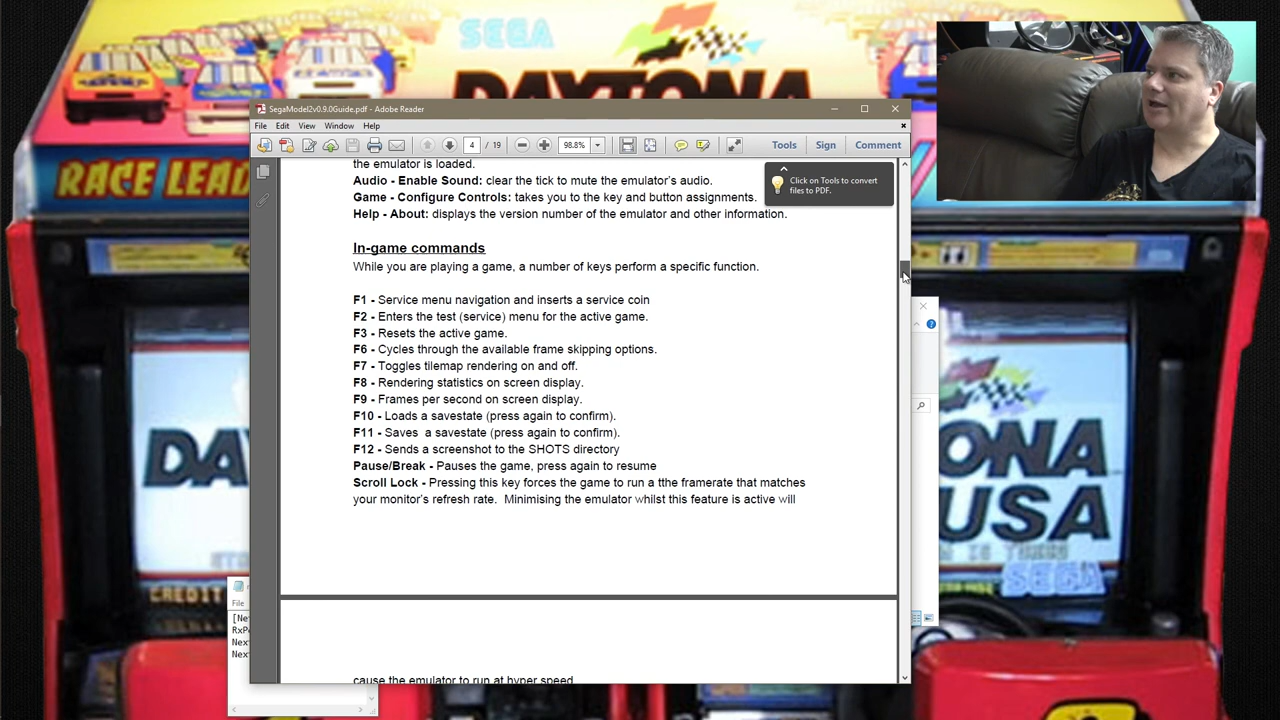 SEGA
DAYTONA
SegaModel2v0.9.0Guide.pdf - Adobe Reader
File Edit View Window Help
4 / 19 98.8% Tools Sign Comment
Click on Tools to convert
files to PDF.
the emulator is loaded.
Audio - Enable Sound: clear the tick to mute the emulator's audio.
Game - Configure Controls: takes you to the key and button assignments.
Help - About: displays the version number of the emulator and other information.
In-game commands
While you are playing a game, a number of keys perform a specific function.
F1 - Service menu navigation and inserts a service coin
F2 - Enters the test (service) menu for the active game.
F3 - Resets the active game.
F6 - Cycles through the available frame skipping options.
F7 - Toggles tilemap rendering on and off.
F8 - Rendering statistics on screen display.
F9 - Frames per second on screen display.
F10 - Loads a savestate (press again to confirm).
F11 - Saves a savestate (press again to confirm).
F12 - Sends a screenshot to the SHOTS directory
Pause/Break - Pauses the game, press again to resume
Scroll Lock - Pressing this key forces the game to run a tthe framerate that matches
your monitor's refresh rate. Minimising the emulator whilst this feature is active will
cause the emulator to run at hyper speed
RACE LEAD
DA
ONA
USA
SEGA
CREDIT
File
[Ne
RxP
Nex
Nex